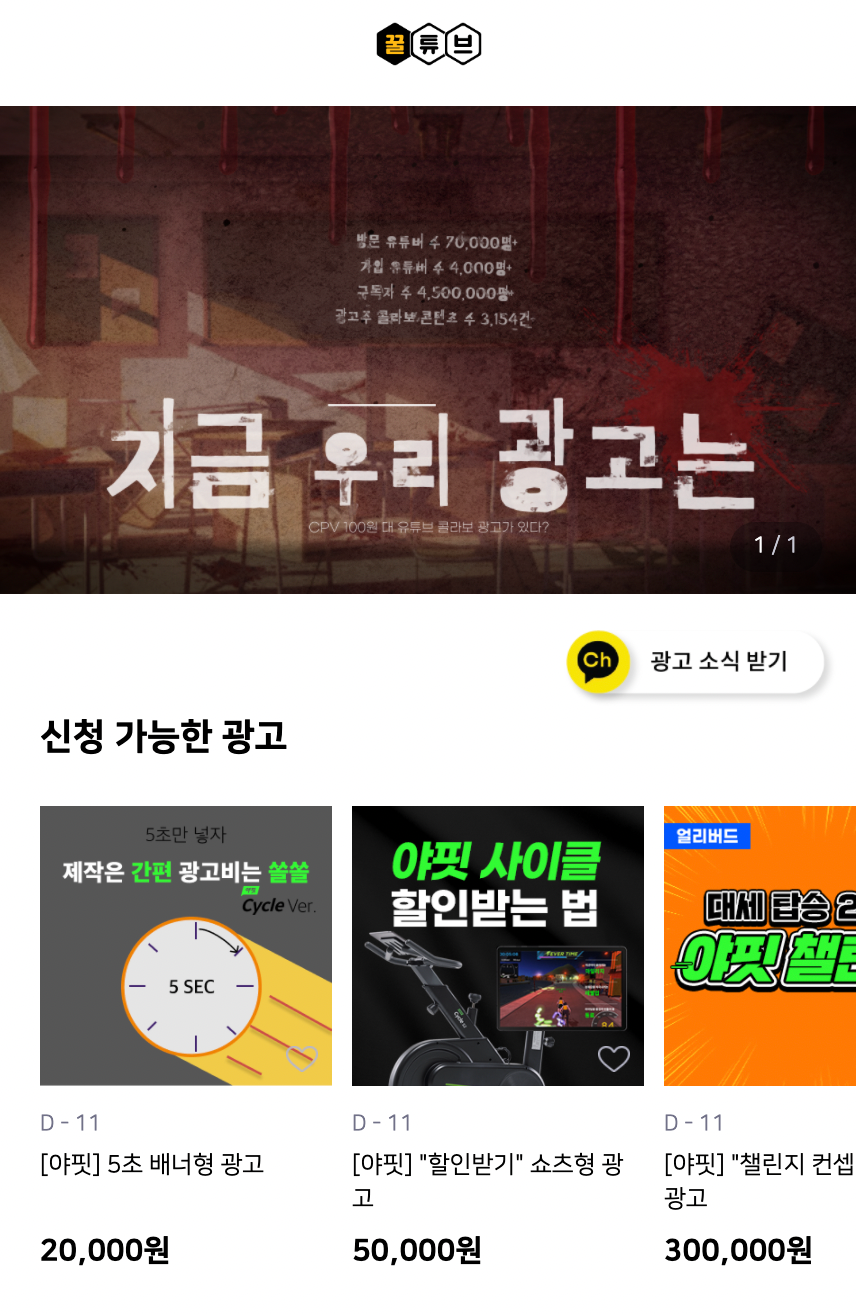 꿀튜브
방문 유튜버 수 70,000명+
가입 유튜버 수 4,000명+
구독자 수 4,500,000명+
광고주 콜라보 콘텐츠 수 3,154건+
지금 우리 광고는
CPV 100원 대 유튜브 콜라보 광고가 있다?
1 / 1
Ch 광고 소식 받기
신청 가능한 광고
5초만 넣자
제작은 간편 광고비는 쏠쏠
야핏
Cycle Ver.
5 SEC
D - 11
[야핏] 5초 배너형 광고
20,000원
야핏 사이클
할인받는 법
D - 11
[야핏] "할인받기" 쇼츠형 광
고
50,000원
얼리버드
대세 탑승 2
야핏 챌린
D - 11
[야핏] "챌린지 컨셉
광고
300,000원